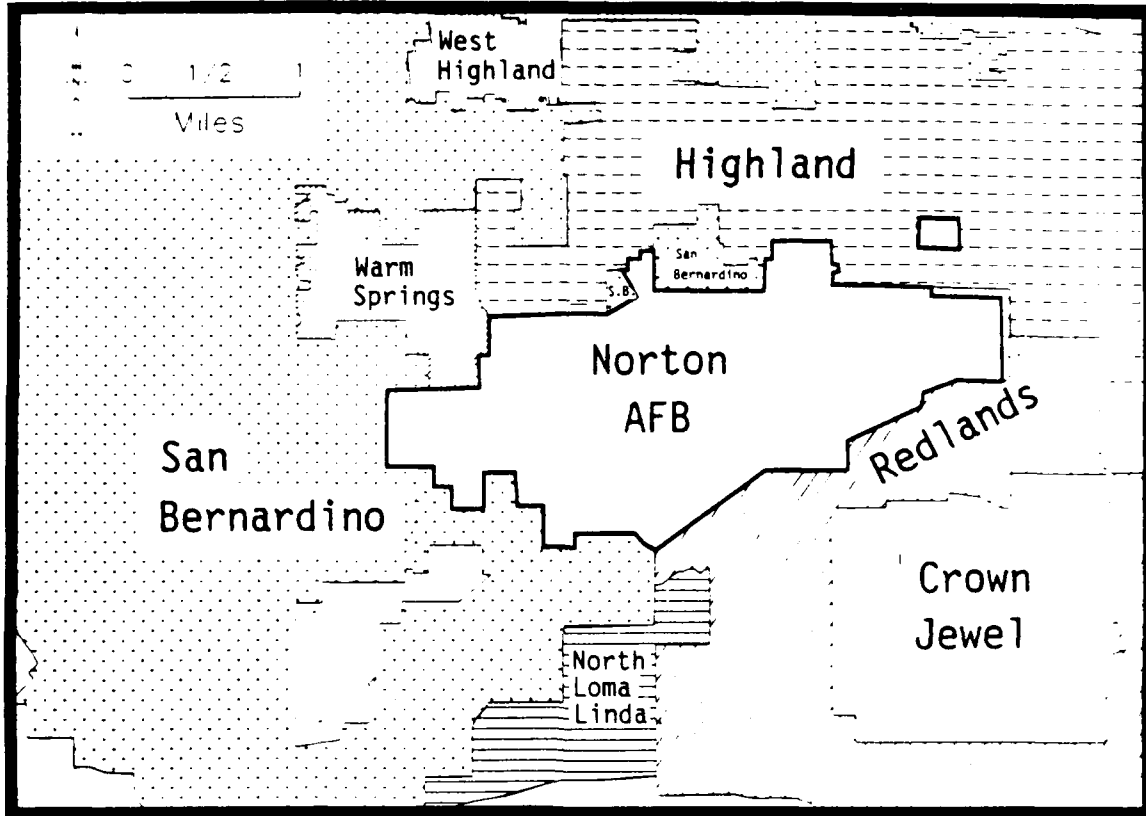 West
Highland
0 1/2 1
Miles
Highland
San
Bernardino
Warm
Springs
S.B.
Norton
AFB
Redlands
San
Bernardino
Crown
Jewel
North
Loma
Linda